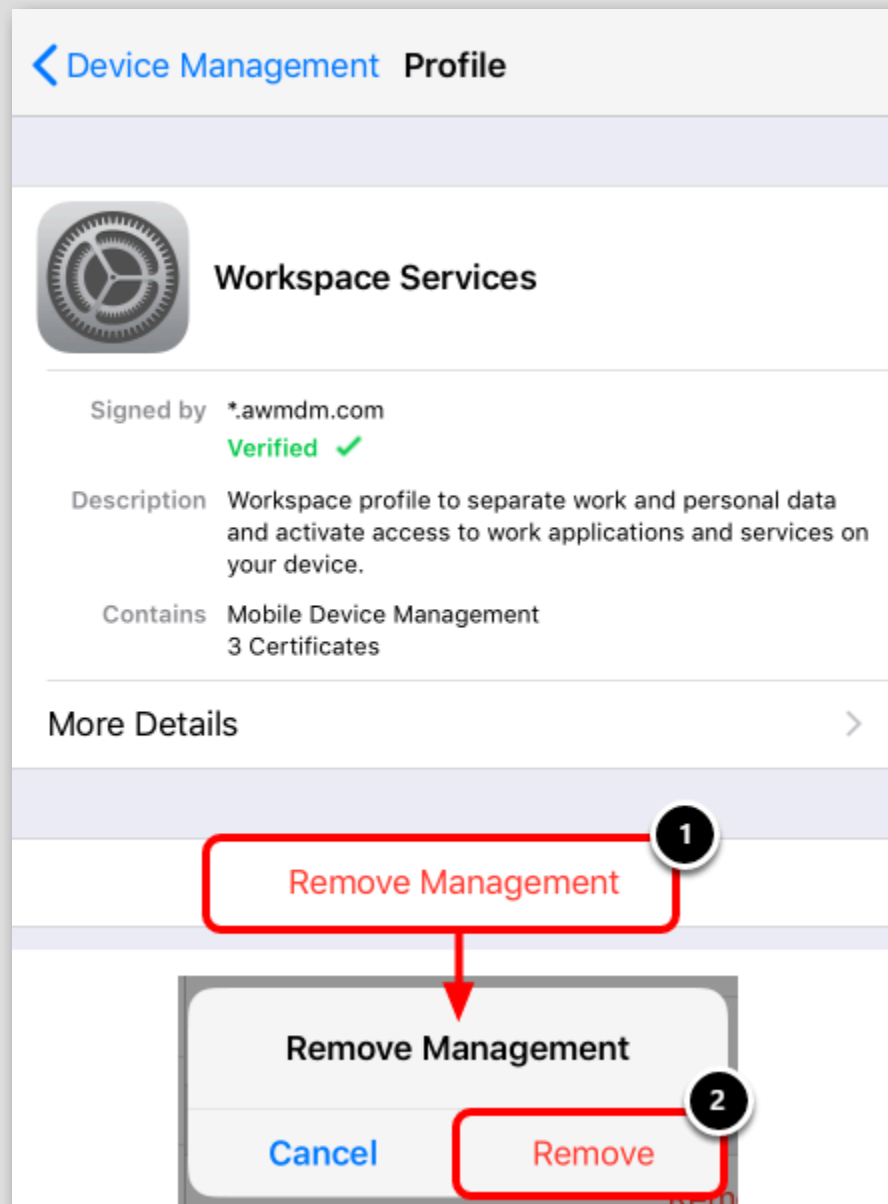 Device Management Profile
Workspace Services
Signed by *.awmdm.com
Verified
Description Workspace profile to separate work and personal data
and activate access to work applications and services on
your device.
Contains Mobile Device Management
3 Certificates
More Details
1
Remove Management
Remove Management
2
Cancel Remove